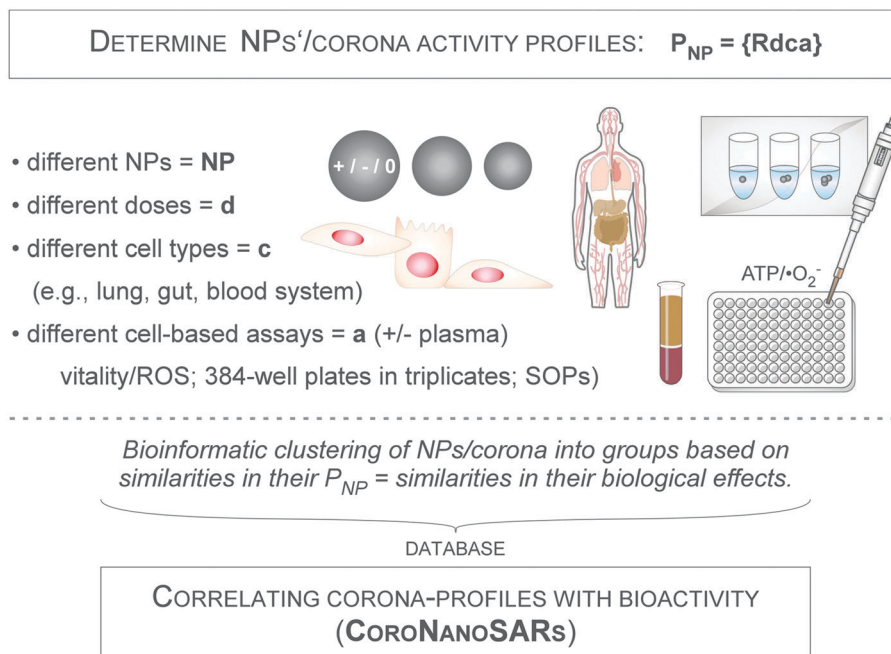 DETERMINE NPS‘/CORONA ACTIVITY PROFILES: P_NP = {Rdca}
• different NPs = NP
+ / - / 0
• different doses = d
• different cell types = c
(e.g., lung, gut, blood system)
ATP/•O₂⁻
• different cell-based assays = a (+/- plasma)
vitality/ROS; 384-well plates in triplicates; SOPs)
Bioinformatic clustering of NPs/corona into groups based on
similarities in their P_NP = similarities in their biological effects.
DATABASE
CORRELATING CORONA-PROFILES WITH BIOACTIVITY
(CORONANOSARS)